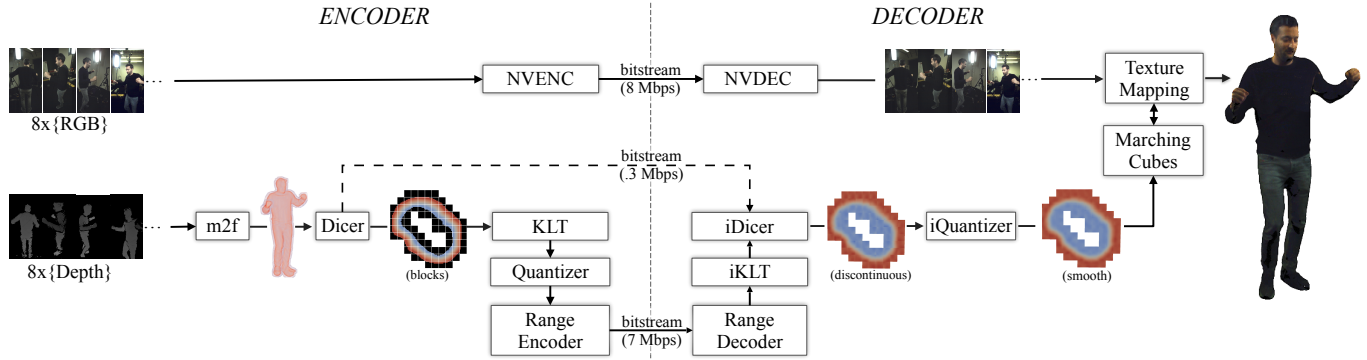 ENCODER
DECODER
8x{RGB}
...
NVENC
bitstream
(8 Mbps)
NVDEC
...
Texture
Mapping
Marching
Cubes
bitstream
(.3 Mbps)
8x{Depth}
...
m2f
Dicer
(blocks)
KLT
Quantizer
Range
Encoder
bitstream
(7 Mbps)
Range
Decoder
iKLT
iDicer
(discontinuous)
iQuantizer
(smooth)